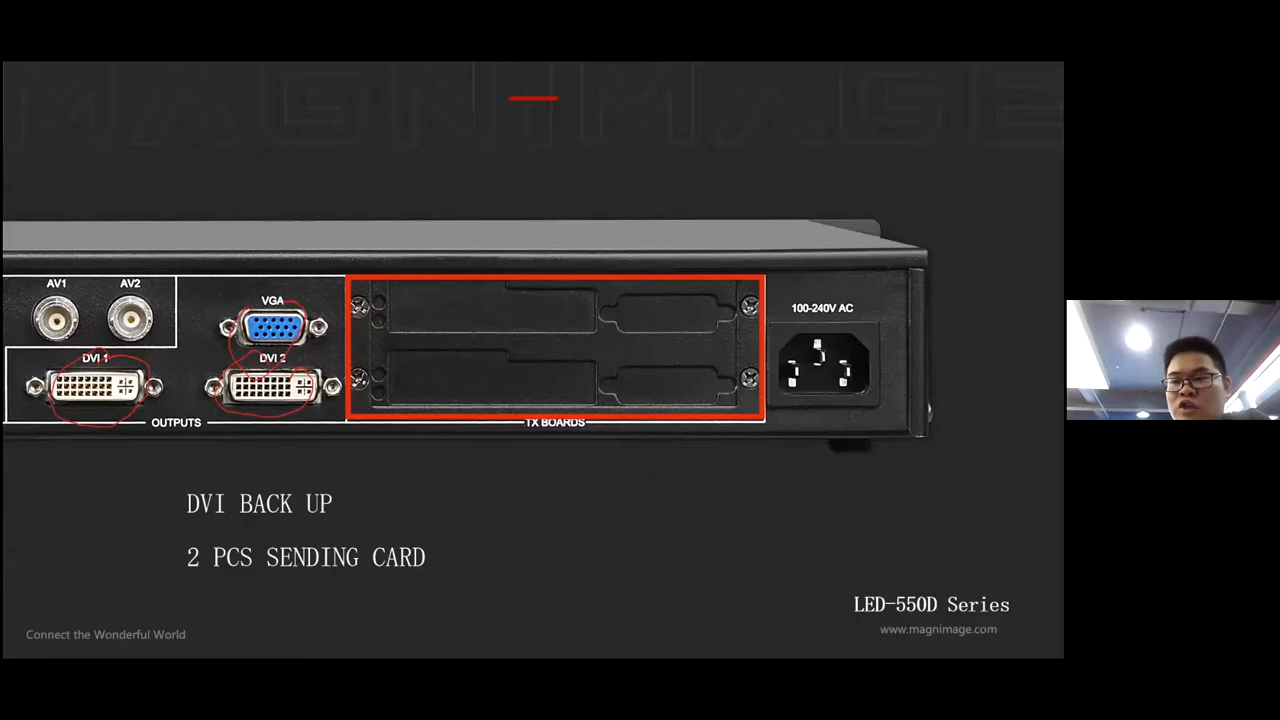 MAGNIMAGE
AV1 AV2
VGA
100-240V AC
DVI 1 DVI 2
OUTPUTS TX BOARDS
DVI BACK UP
2 PCS SENDING CARD
LED-550D Series
Connect the Wonderful World www.magnimage.com